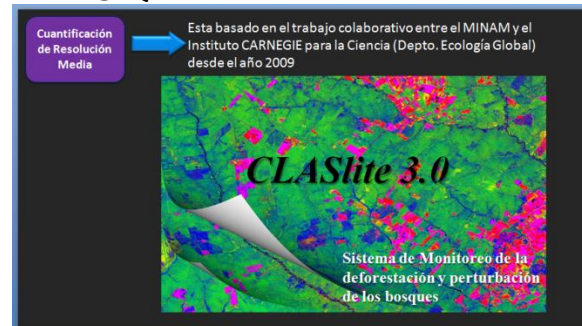 Cuantificación
de Resolución
Media
Esta basado en el trabajo colaborativo entre el MINAM y el
Instituto CARNEGIE para la Ciencia (Depto. Ecología Global)
desde el año 2009
CLASlite 3.0
Sistema de Monitoreo de la
deforestación y perturbación
de los bosques